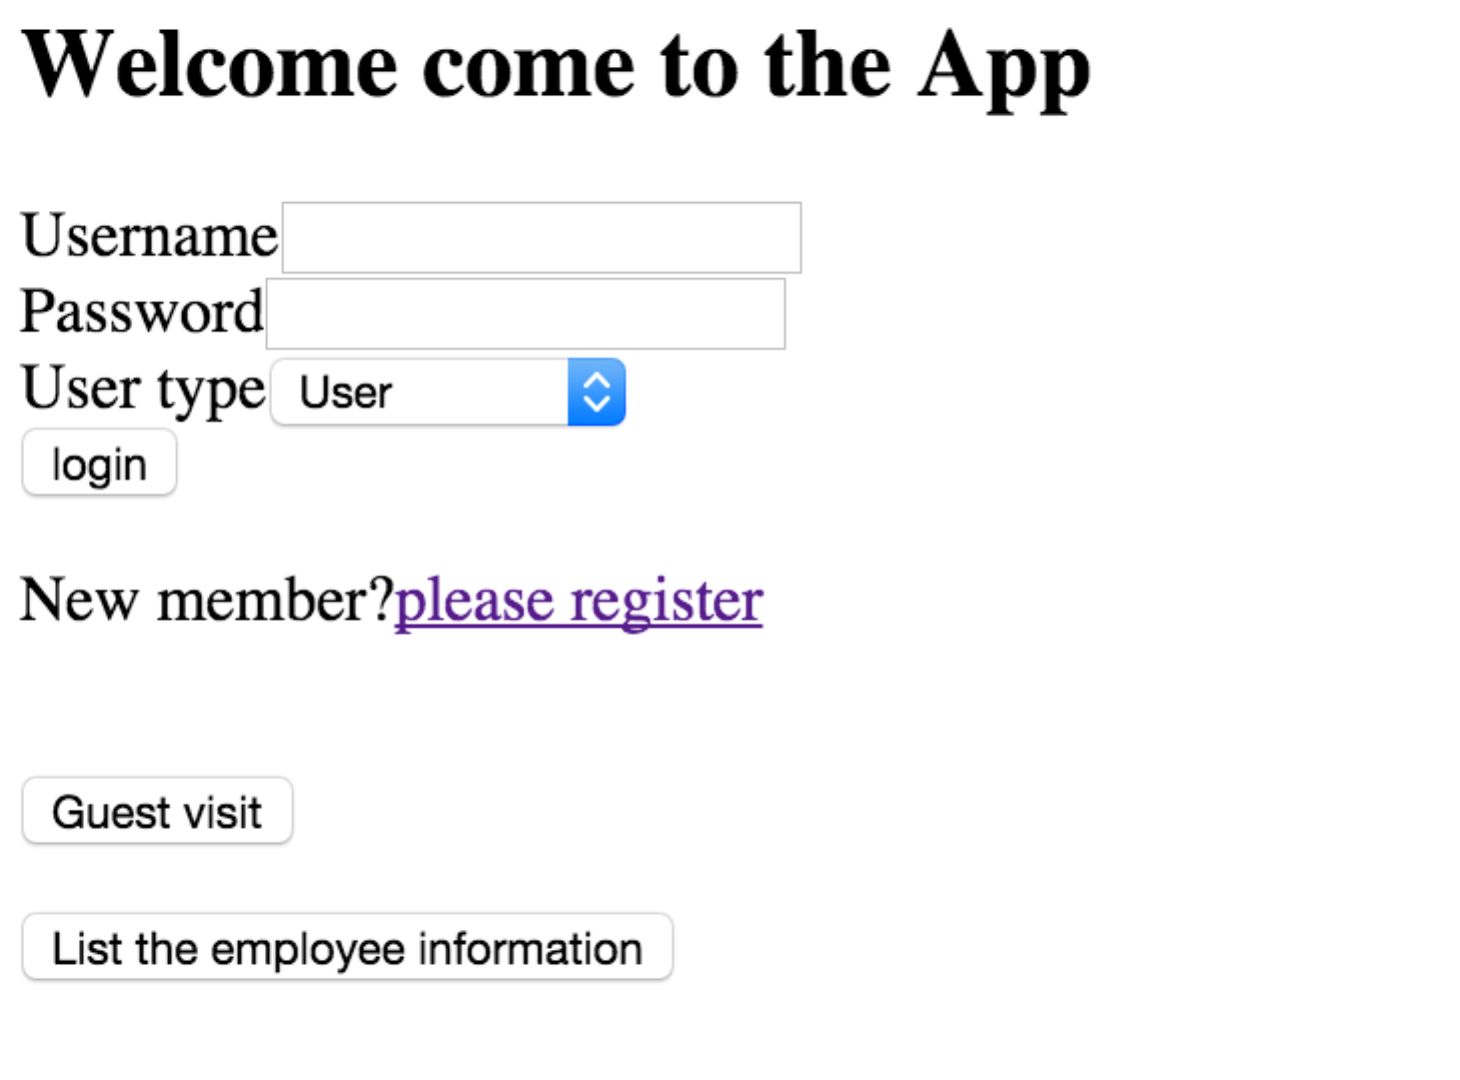 Welcome come to the App
Username
Password
User type User
login
New member?please register
Guest visit
List the employee information